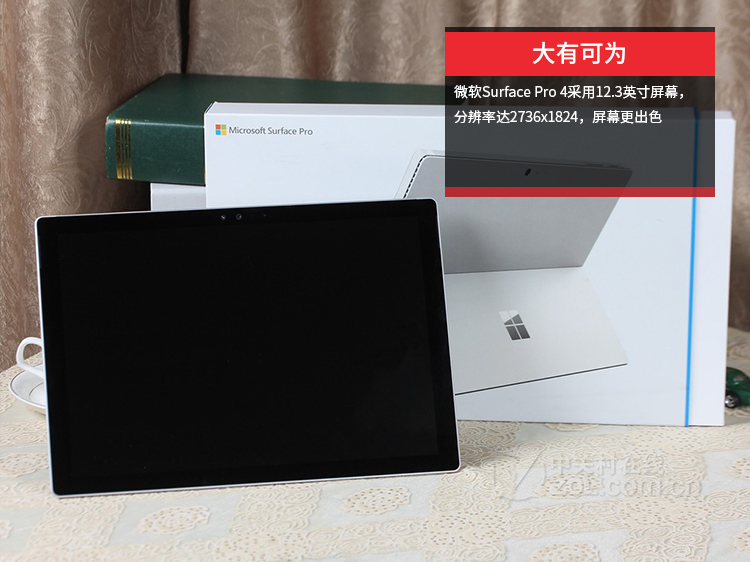 大有可为
微软Surface Pro 4采用12.3英寸屏幕，
分辨率达2736x1824，屏幕更出色
Microsoft Surface Pro
中关村在线
zol.com.cn